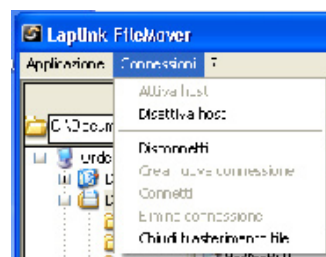 Laplink FileMover
Applicazione Connessioni ?
Attiva host
Disattiva host
C:\Docum
Disconnetti
Crea nuova connessione
Connetti
Elimina connessione
Chiudi trasferimento file